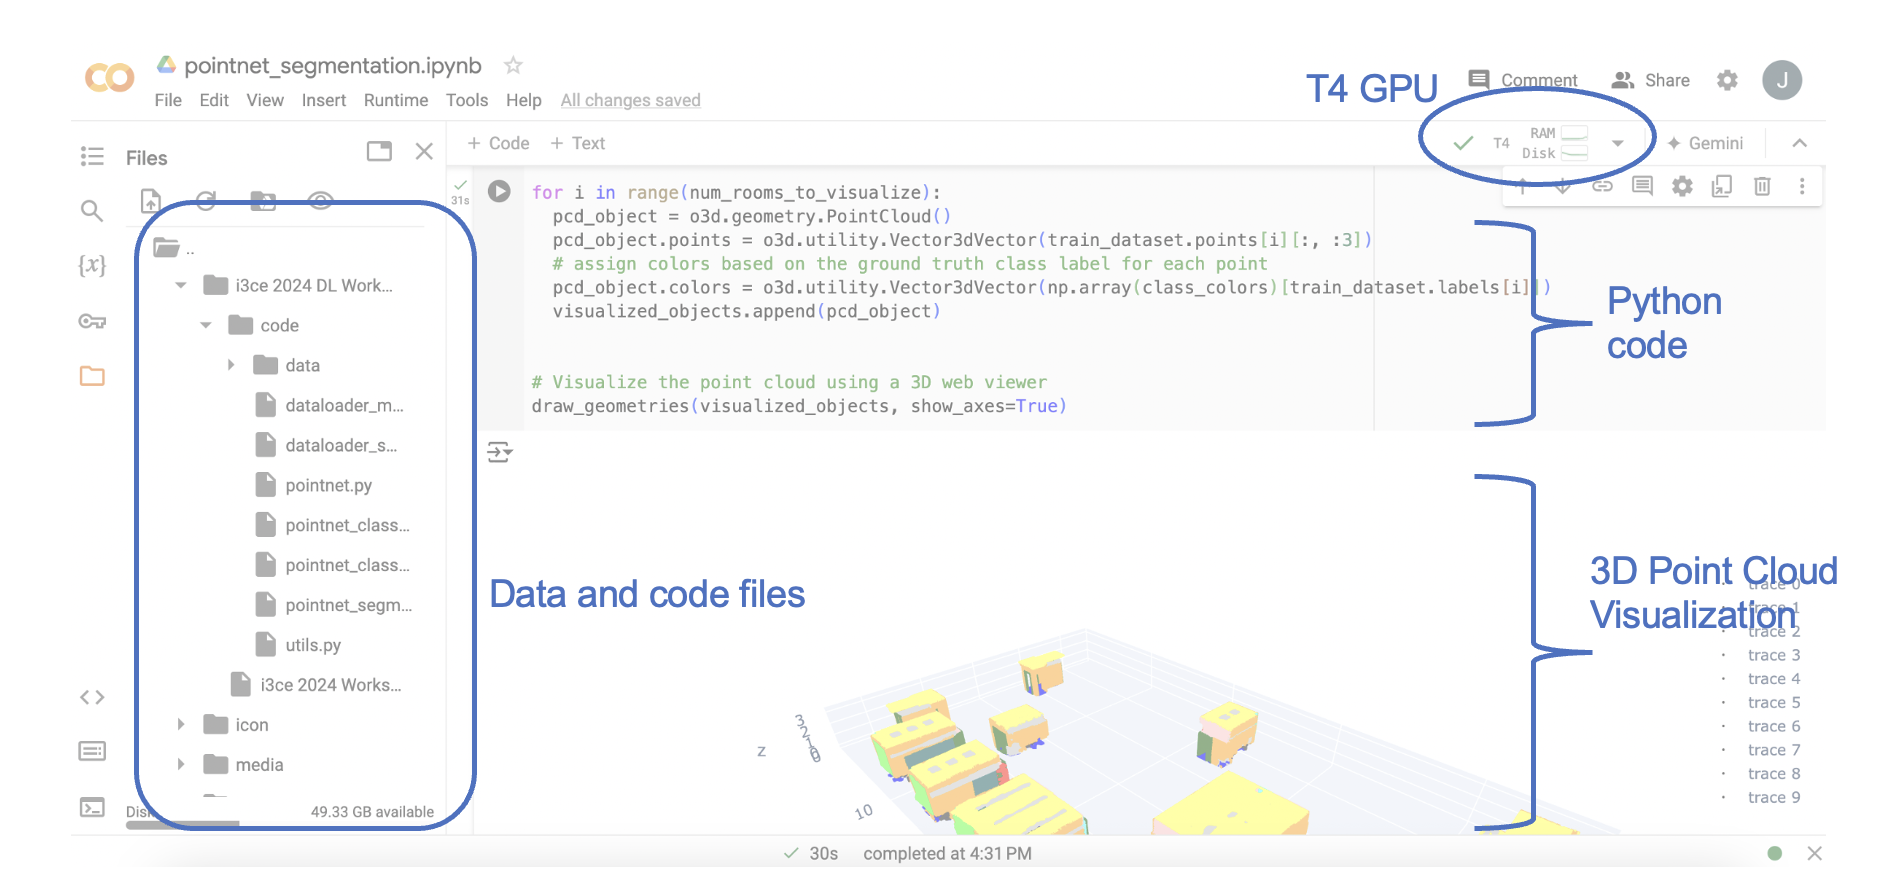 pointnet_segmentation.ipynb
File Edit View Insert Runtime Tools Help All changes saved
T4 GPU
Comment Share J
Files
+ Code + Text
T4 RAM Disk
Gemini
31s
{x}
..
i3ce 2024 DL Work...
code
data
dataloader_m...
dataloader_s...
pointnet.py
pointnet_class...
pointnet_class...
pointnet_segm...
utils.py
i3ce 2024 Works...
icon
media
Disk
49.33 GB available
Data and code files
for i in range(num_rooms_to_visualize):
pcd_object = o3d.geometry.PointCloud()
pcd_object.points = o3d.utility.Vector3dVector(train_dataset.points[i][:, :3])
# assign colors based on the ground truth class label for each point
pcd_object.colors = o3d.utility.Vector3dVector(np.array(class_colors)[train_dataset.labels[i]])
visualized_objects.append(pcd_object)
# Visualize the point cloud using a 3D web viewer
draw_geometries(visualized_objects, show_axes=True)
Python
code
3D Point Cloud
Visualization
trace 0
trace 1
trace 2
trace 3
trace 4
trace 5
trace 6
trace 7
trace 8
trace 9
z
3
2
10
30s completed at 4:31 PM